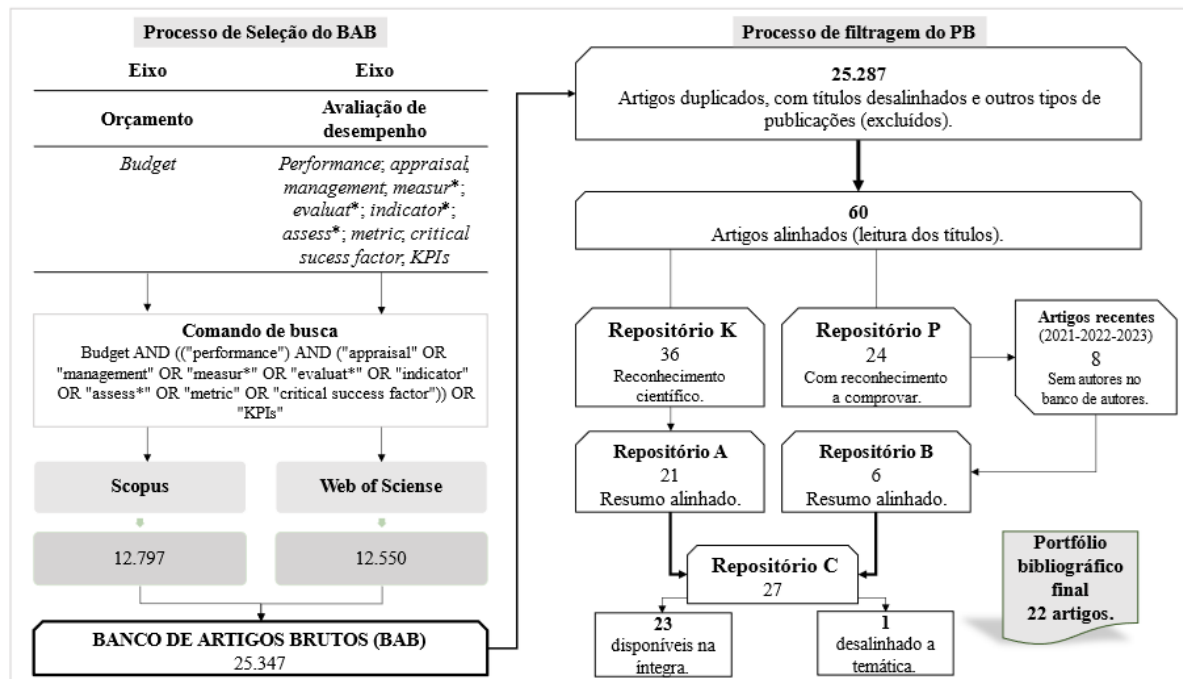 Processo de Seleção do BAB
Eixo
Eixo
Orçamento
Avaliação de
desempenho
Budget
Performance; appraisal;
management; measur*;
evaluat*; indicator*;
assess*; metric; critical
sucess factor, KPIs
Comando de busca
Budget AND (("performance") AND ("appraisal" OR
"management" OR "measur*" OR "evaluat*" OR "indicator"
OR "assess*" OR "metric" OR "critical success factor")) OR
"KPIs"
Scopus
Web of Sciense
12.797
12.550
BANCO DE ARTIGOS BRUTOS (BAB)
25.347
Processo de filtragem do PB
25.287
Artigos duplicados, com títulos desalinhados e outros tipos de
publicações (excluídos).
60
Artigos alinhados (leitura dos títulos).
Repositório K
36
Reconhecimento
científico.
Repositório P
24
Com reconhecimento
a comprovar.
Artigos recentes
(2021-2022-2023)
8
Sem autores no
banco de autores.
Repositório A
21
Resumo alinhado.
Repositório B
6
Resumo alinhado.
Repositório C
27
23
disponíveis na
íntegra.
1
desalinhado a
temática.
Portfólio
bibliográfico
final
22 artigos.